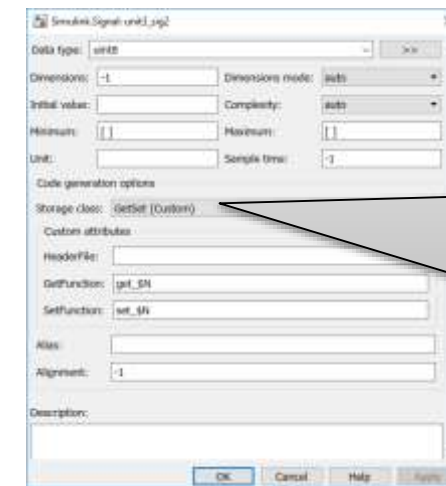 Simulink.Signal: unit1_sig2
Data type: uint8 >>
Dimensions: -1 Dimensions mode: auto
Initial value: Complexity: auto
Minimum: [ ] Maximum: [ ]
Unit: Sample time: -1
Code generation options
Storage class: GetSet (Custom)
Custom attributes
HeaderFile:
GetFunction: get_$N
SetFunction: set_$N
Alias:
Alignment: -1
Description:
OK Cancel Help Apply